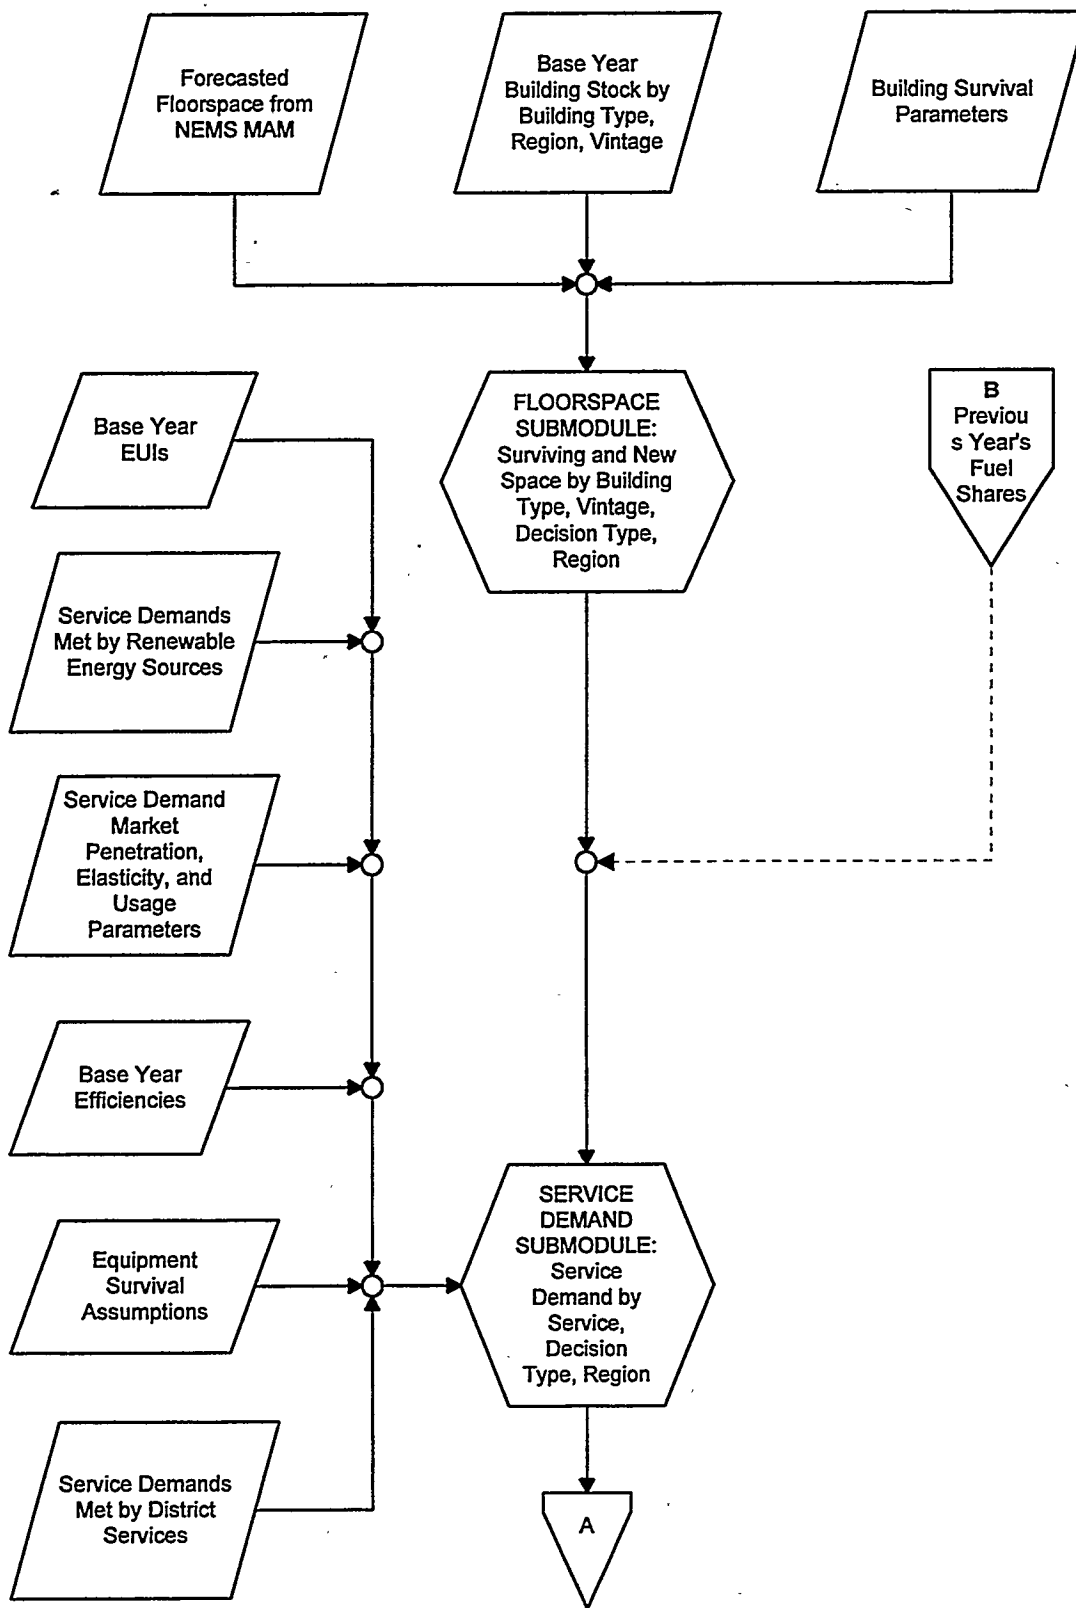 Forecasted
Floorspace from
NEMS MAM
Base Year
Building Stock by
Building Type,
Region, Vintage
Building Survival
Parameters
Base Year
EUIs
FLOORSPACE
SUBMODULE:
Surviving and New
Space by Building
Type, Vintage,
Decision Type,
Region
B
Previou
s Year's
Fuel
Shares
Service Demands
Met by Renewable
Energy Sources
Service Demand
Market
Penetration,
Elasticity, and
Usage
Parameters
Base Year
Efficiencies
Equipment
Survival
Assumptions
SERVICE
DEMAND
SUBMODULE:
Service
Demand by
Service,
Decision
Type, Region
Service Demands
Met by District
Services
A